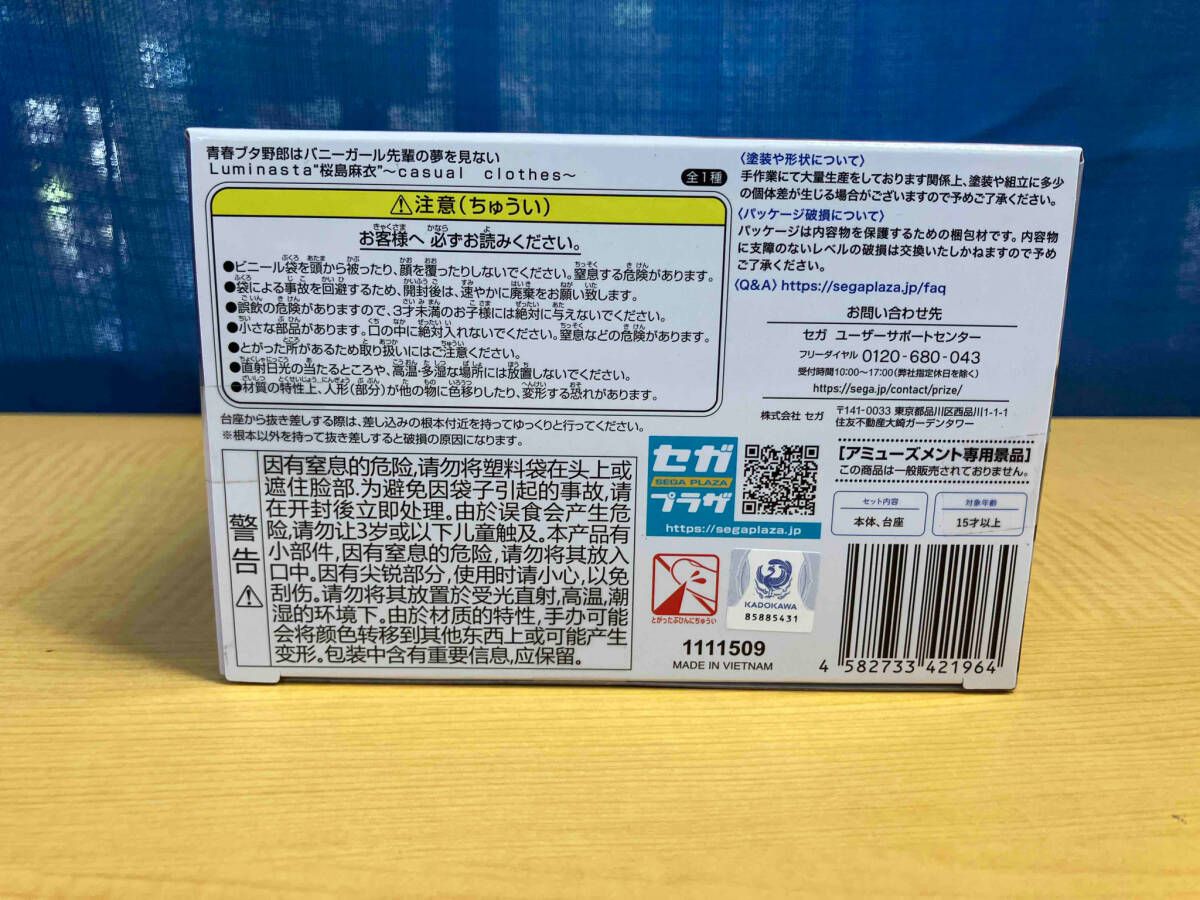 青春ブタ野郎はバニーガール先輩の夢を見ない
Luminasta"桜島麻衣"〜casual clothes〜
全1種
⚠注意(ちゅうい)
お客様へ 必ずお読みください。
●ビニール袋を頭から被ったり、顔を覆ったりしないでください。窒息する危険があります。
●袋による事故を回避するため、開封後は、速やかに廃棄をお願い致します。
●誤飲の危険がありますので、3才未満のお子様には絶対に与えないでください。
●小さな部品があります。口の中に絶対入れないでください。窒息などの危険があります。
●とがった所があるため取り扱いにはご注意ください。
●直射日光の当たるところや、高温・多湿な場所には放置しないでください。
●材質の特性上、人形(部分)が他の物に色移りしたり、変形する恐れがあります。
台座から抜き差しする際は、差し込みの根本付近を持ってゆっくりと行ってください。
※根本以外を持って抜き差しすると破損の原因になります。
警告⚠
因有窒息的危险,请勿将塑料袋在头上或
遮住脸部.为避免因袋子引起的事故,请
在开封後立即处理。由於误食会产生危
险,请勿让3岁或以下儿童触及。本产品有
小部件,因有窒息的危险,请勿将其放入
口中。因有尖锐部分,使用时请小心,以免
刮伤。请勿将其放置於受光直射,高温,潮
湿的环境下。由於材质的特性,手办可能
会将颜色转移到其他东西上或可能产生
变形。包装中含有重要信息,应保留。
〈塗装や形状について〉
手作業にて大量生産をしております関係上、塗装や組立に多少
の個体差が生じる場合がございますので予めご了承ください。
〈パッケージ破損について〉
パッケージは内容物を保護するための梱包材です。内容物
に支障のないレベルの破損は交換いたしかねますので予め
ご了承ください。
〈Q&A〉https://segaplaza.jp/faq
お問い合わせ先
セガ ユーザーサポートセンター
フリーダイヤル 0120-680-043
受付時間10:00〜17:00(弊社指定休日を除く)
https://sega.jp/contact/prize/
株式会社 セガ
〒141-0033 東京都品川区西品川1-1-1
住友不動産大崎ガーデンタワー
セガ
SEGA PLAZA
プラザ
https://segaplaza.jp
[アミューズメント専用景品]
この商品は一般販売されておりません。
セット内容
本体、台座
対象年齢
15才以上
とがったぶひんにちゅうい
KADOKAWA
85885431
1111509
MADE IN VIETNAM
4 582733 421964